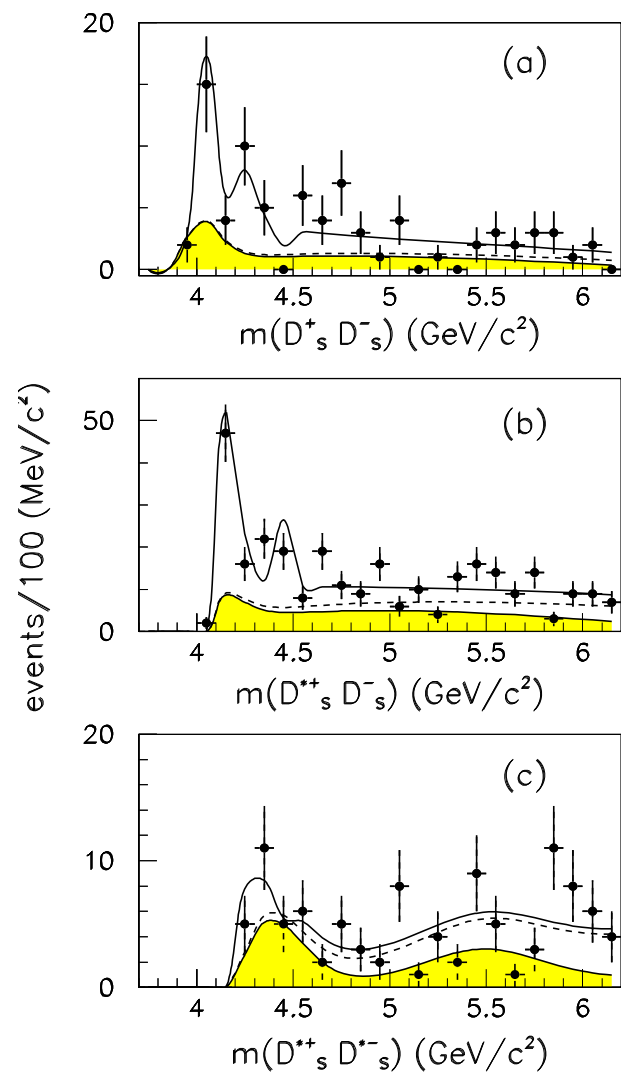 20
(a)
10
0
4 4.5 5 5.5 6
m(D⁺ₛ D⁻ₛ) (GeV/c²)
events/100 (MeV/c²)
(b)
50
0
4 4.5 5 5.5 6
m(D*⁺ₛ D⁻ₛ) (GeV/c²)
20
(c)
10
0
4 4.5 5 5.5 6
m(D*⁺ₛ D*⁻ₛ) (GeV/c²)